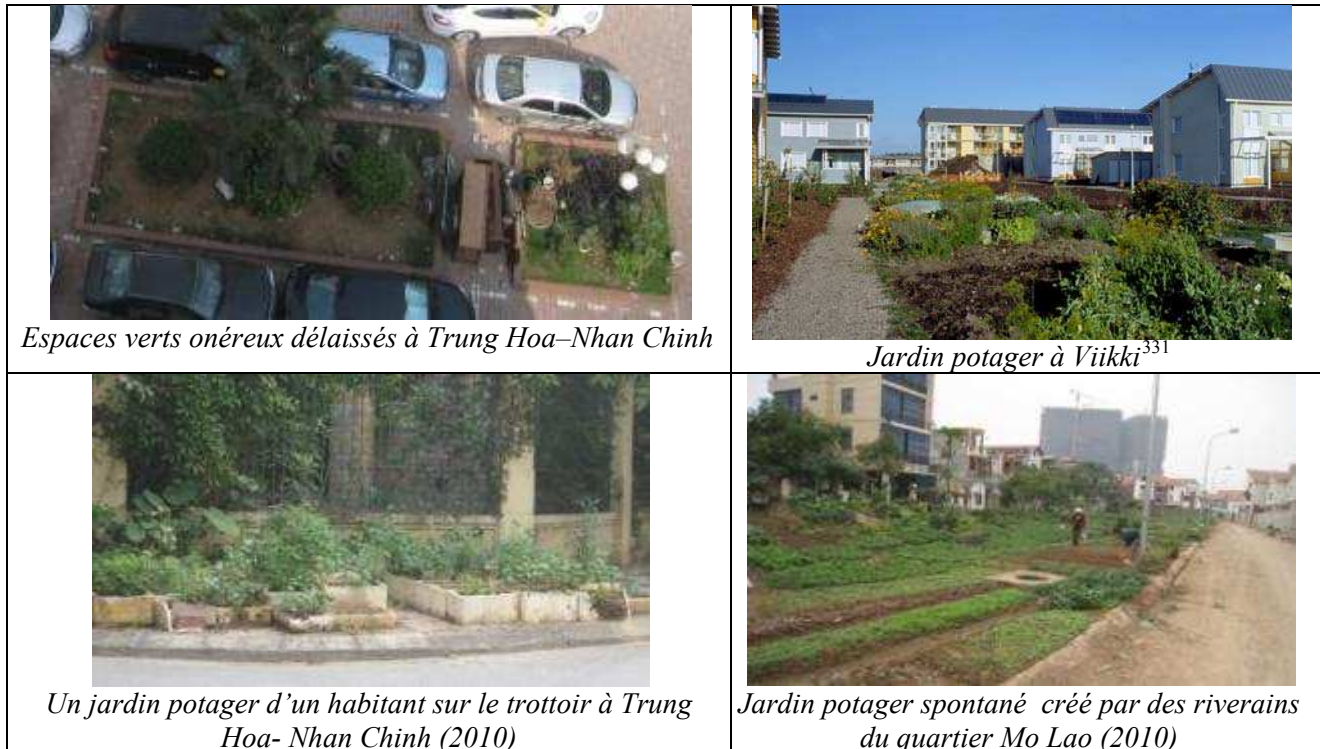 Espaces verts onéreux délaissés à Trung Hoa–Nhan Chinh
Jardin potager à Viikki331
Un jardin potager d’un habitant sur le trottoir à Trung
Hoa- Nhan Chinh (2010)
Jardin potager spontané  créé par des riverains
du quartier Mo Lao (2010)